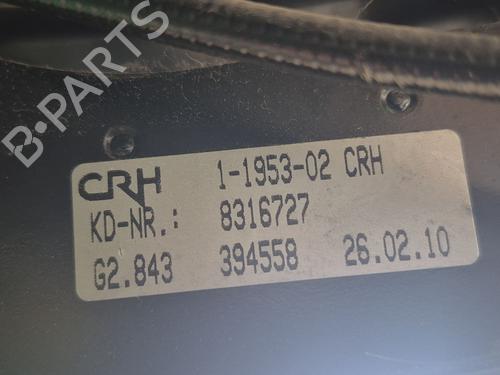 B-PARTS
CRH 1-1953-02 CRH
KD-NR.: 8316727
G2.843 394558 26.02.10